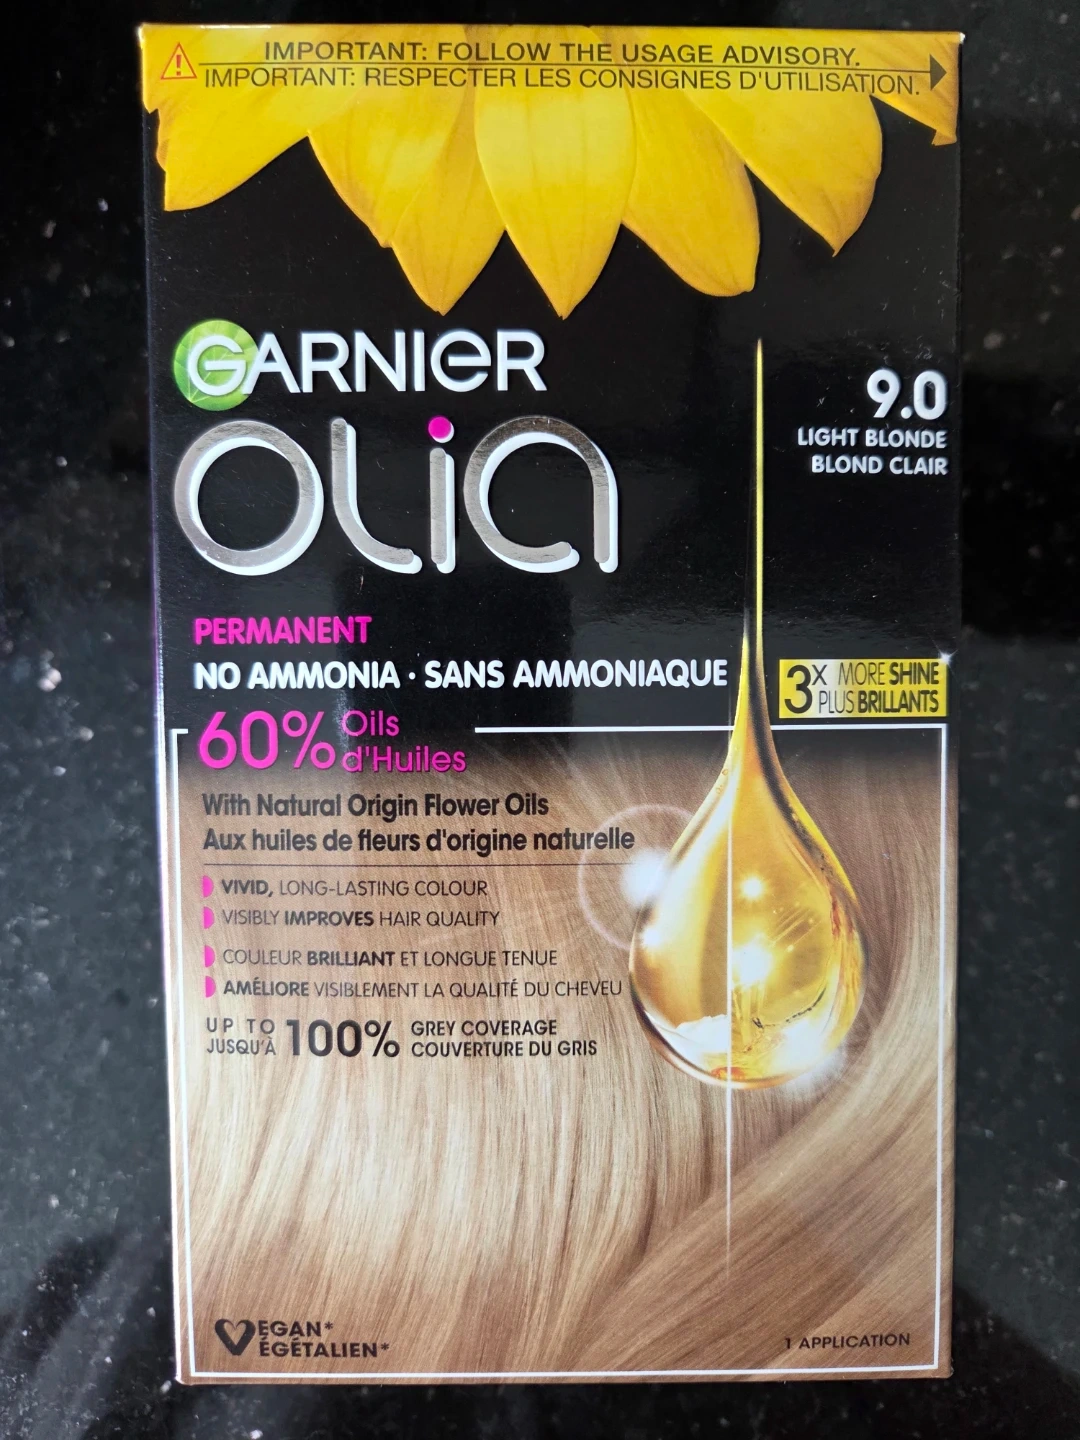 IMPORTANT: FOLLOW THE USAGE ADVISORY.
IMPORTANT: RESPECTER LES CONSIGNES D'UTILISATION.
GARNIER
OLIA
9.0
LIGHT BLONDE
BLOND CLAIR
PERMANENT
NO AMMONIA · SANS AMMONIAQUE
3X MORE SHINE
PLUS BRILLANTS
60% Oils
d'Huiles
With Natural Origin Flower Oils
Aux huiles de fleurs d'origine naturelle
VIVID, LONG-LASTING COLOUR
VISIBLY IMPROVES HAIR QUALITY
COULEUR BRILLIANT ET LONGUE TENUE
AMÉLIORE VISIBLEMENT LA QUALITÉ DU CHEVEU
UP TO 100% GREY COVERAGE
JUSQU'À COUVERTURE DU GRIS
VEGAN*
VÉGÉTALIEN*
1 APPLICATION